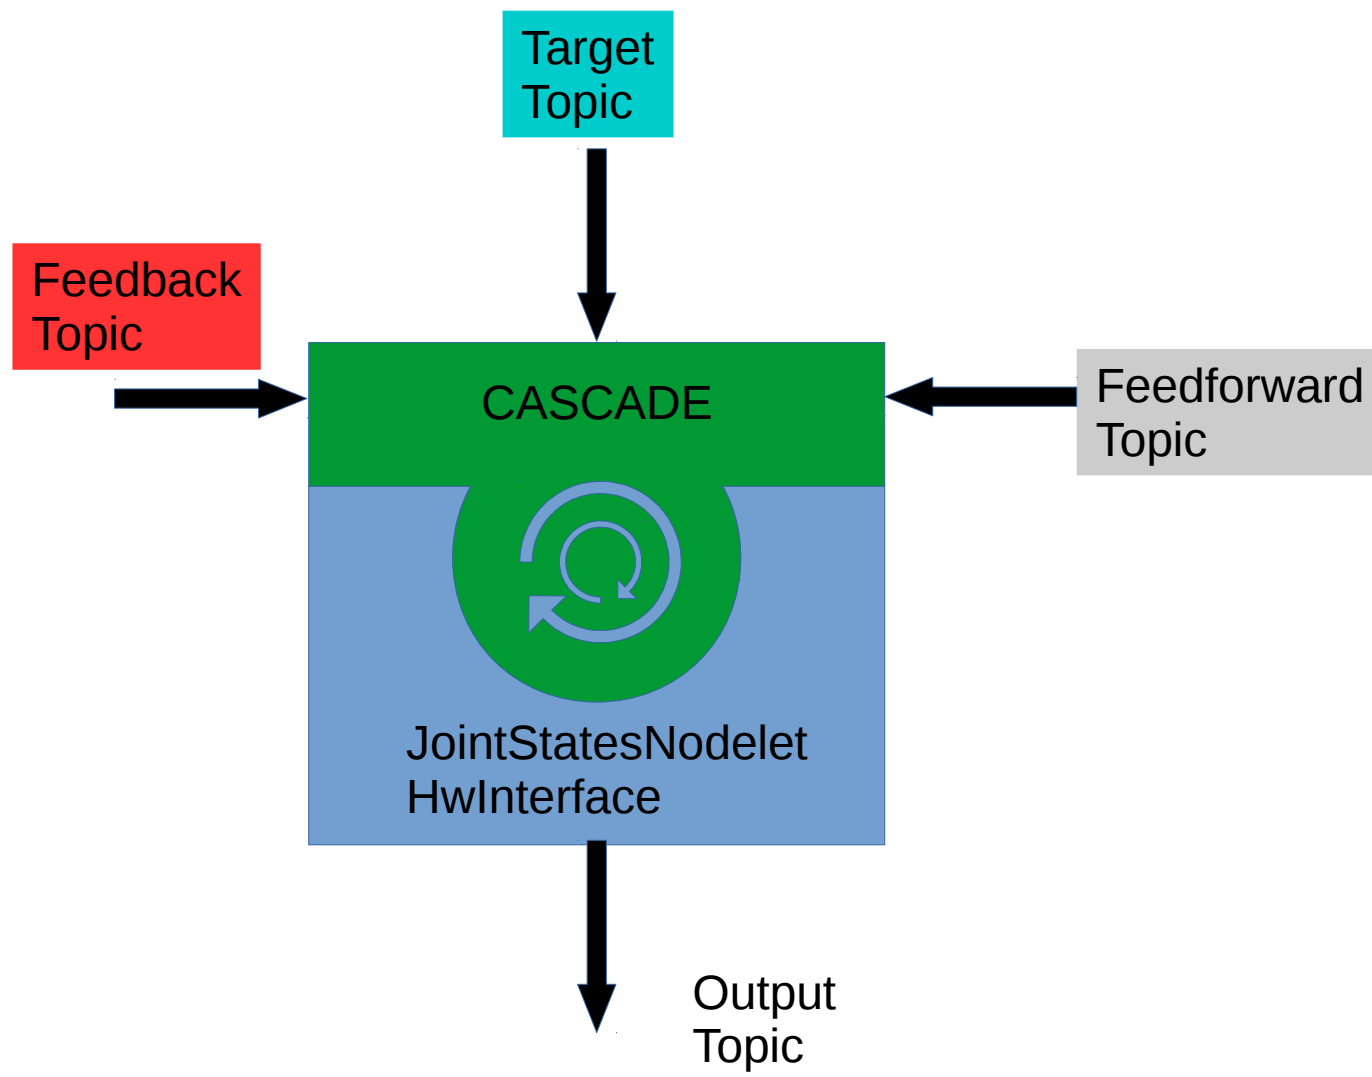 Target
Topic
Feedback
Topic
CASCADE
Feedforward
Topic
JointStatesNodelet
HwInterface
Output
Topic